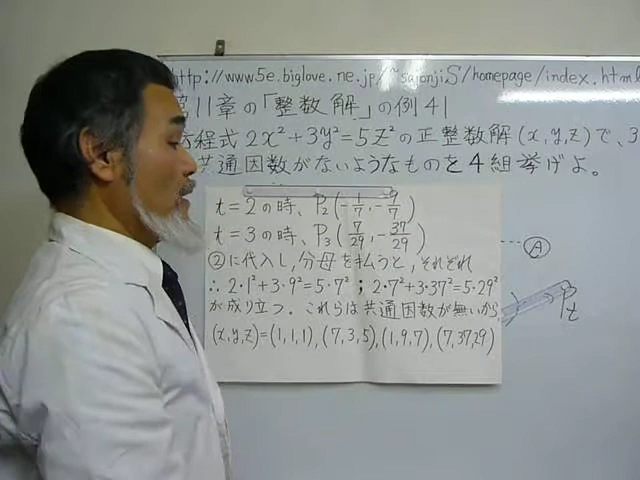 http://www5e.biglobe.ne.jp/~sajonjiS/homepage/index.html
第11章の「整数解」の例41
方程式 2x²+3y²=5z² の正整数解(x,y,z)で、3
共通因数がないようなものを4組挙げよ。
t=2の時、P₂(-1/7,-9/7)
t=3の時、P₃(7/29,-37/29)
②に代入し,分母を払うと,それぞれ
∴2·1²+3·9²=5·7² ; 2·7²+3·37²=5·29²
が成り立つ. これらは共通因数が無いから
(x,y,z)=(1,1,1),(7,3,5),(1,9,7),(7,37,29)
…Ⓐ
Pt